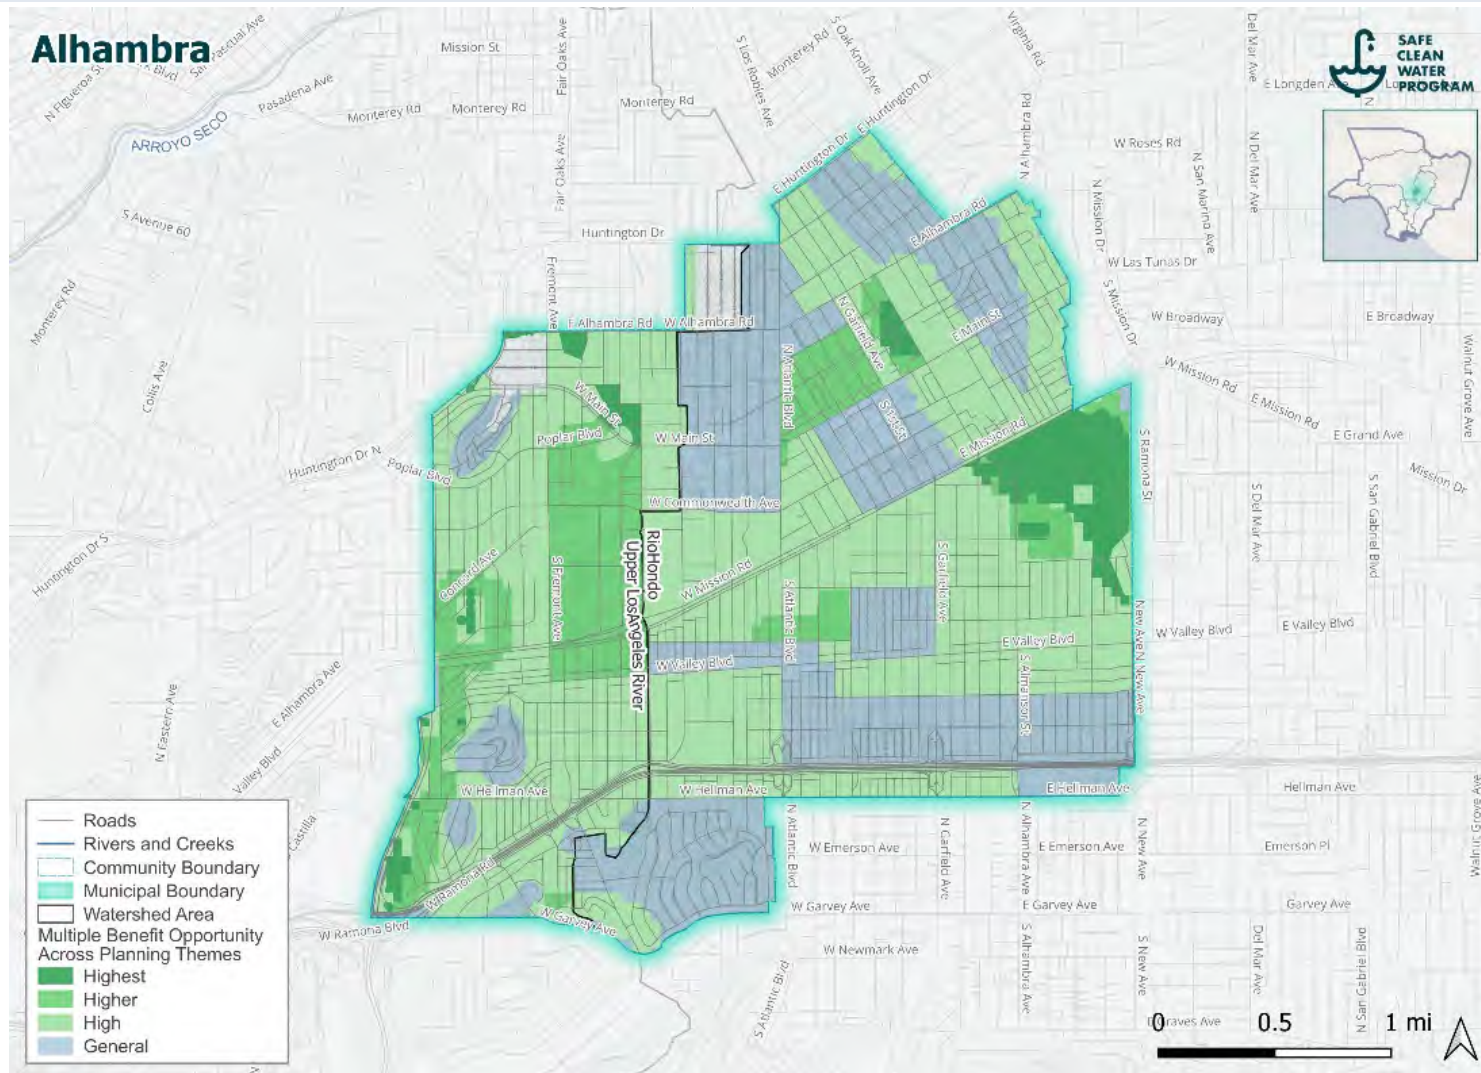 Alhambra
SAFE
CLEAN
WATER
PROGRAM
N Figueroa St
San Pascual Ave
Mission St
Fair Oaks Ave
S Los Robles Ave
Monterey Rd
S Oak Knoll Ave
Virginia Rd
Del Mar Ave
E Longden
Pasadena Ave
Monterey Rd
Monterey Rd
Monterey Rd
E Huntington Dr
N Alhambra Rd
ARROYO SECO
Fair Oaks Ave
E Huntington Dr
W Roses Rd
N San Marino Ave
N Del Mar Ave
N Mission Dr
S Avenue 60
Huntington Dr
E Alhambra Rd
W Las Tunas Dr
Monterey Rd
Fremont Ave
E Alhambra Rd
W Alhambra Rd
N Garfield Ave
E Main St
S Mission Dr
W Broadway
E Broadway
Collis Ave
N Atlantic Blvd
W Mission Rd
E Mission Rd
Walnut Grove Ave
W Main St
Poplar Blvd
W Main St
S 1st St
E Mission Rd
E Grand Ave
Huntington Dr N
Poplar Blvd
S Ramona St
Mission Dr
W Commonwealth Ave
S Del Mar Ave
S San Gabriel Blvd
Huntington Dr S
Concord Ave
S Fremont Ave
RioHondo
Upper LosAngeles River
W Mission Rd
S Atlantic Blvd
S Garfield Ave
New Ave
N New Ave
W Valley Blvd
E Valley Blvd
E Valley Blvd
W Valley Blvd
S Almansor St
E Alhambra Ave
N Eastern Ave
Valley Blvd
W Hellman Ave
W Hellman Ave
E Hellman Ave
Hellman Ave
Castilla
N Atlantic Blvd
W Emerson Ave
N Garfield Ave
N Alhambra Ave
E Emerson Ave
N New Ave
Emerson Pl
W Ramona Rd
W Ramona Blvd
W Garvey Ave
W Garvey Ave
E Garvey Ave
Garvey Ave
W Newmark Ave
S Atlantic Blvd
S Alhambra Ave
S New Ave
Del Mar Ave
N San Gabriel Blvd
Graves Ave
Roads
Rivers and Creeks
Community Boundary
Municipal Boundary
Watershed Area
Multiple Benefit Opportunity
Across Planning Themes
Highest
Higher
High
General
0 0.5 1 mi